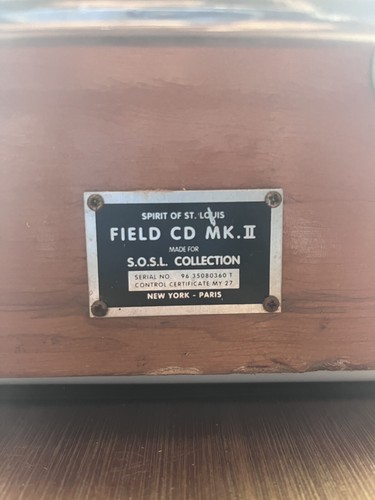 SPIRIT OF ST. LOUIS
FIELD CD MK.II
MADE FOR
S.O.S.L. COLLECTION
SERIAL NO. 96 35080360 T
CONTROL CERTIFICATE MY 27
NEW YORK - PARIS